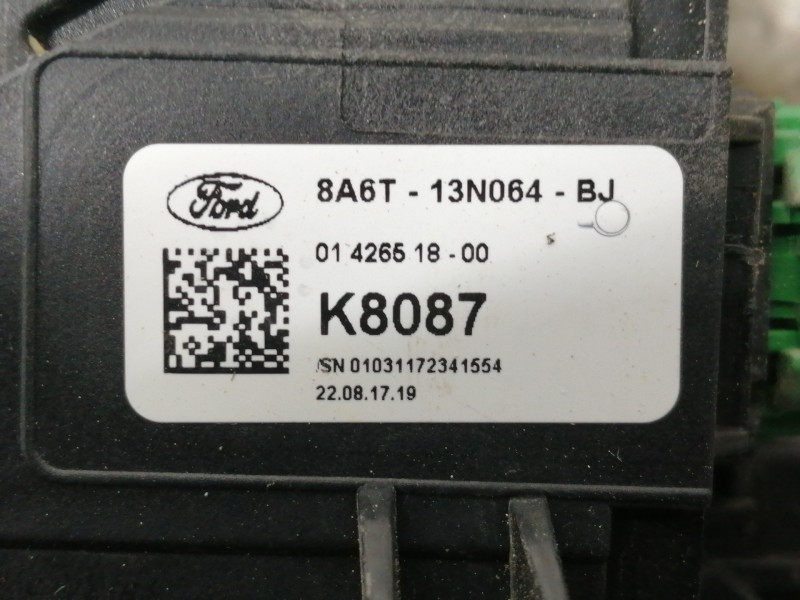 Ford
8A6T - 13N064 - BJ
01 4265 18 - 00
K8087
/SN 01031172341554
22.08.17.19